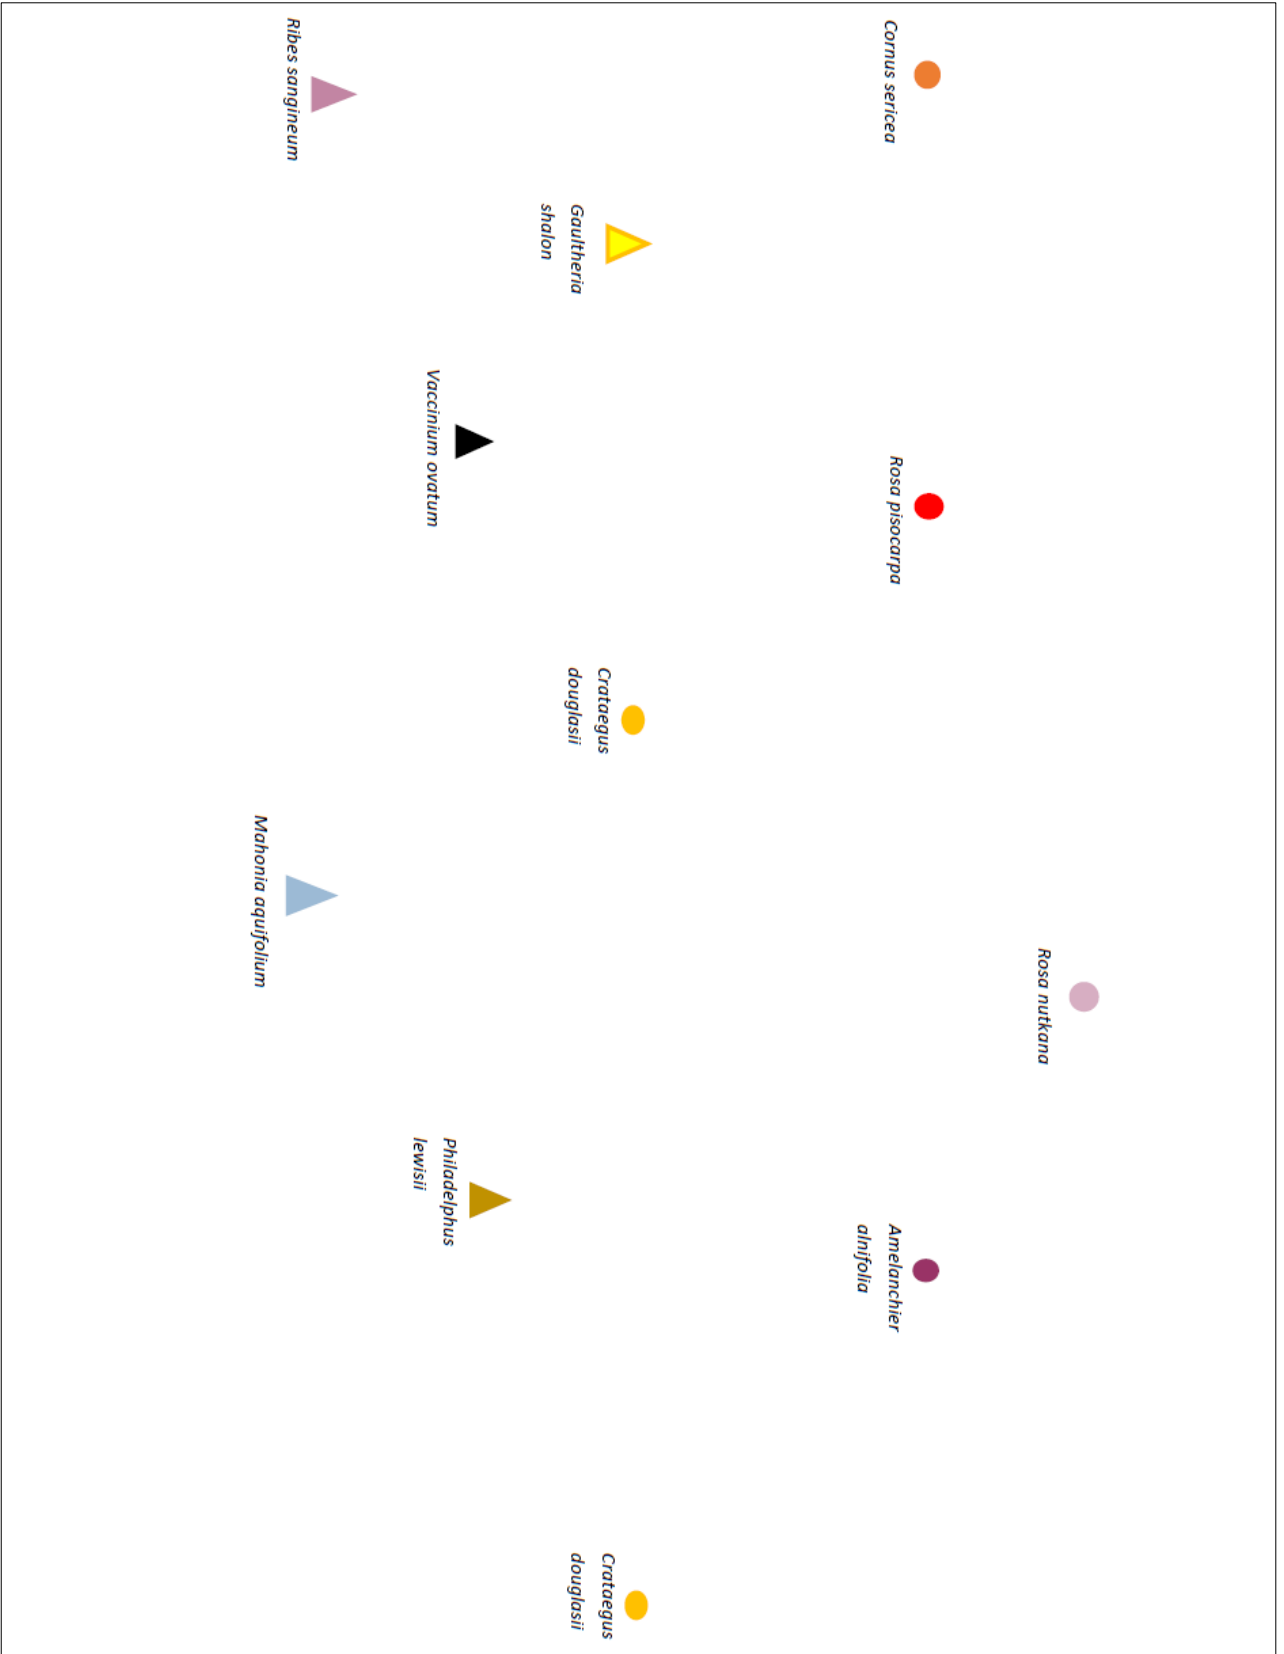 Rosa nutkana
Cornus sericea
Rosa pisocarpa
Amelanchier
alnifolia
Gaultheria
shalon
Crataegus
douglasii
Crataegus
douglasii
Vaccinium ovatum
Philadelphus
lewisii
Ribes sangineum
Mahonia aquifolium